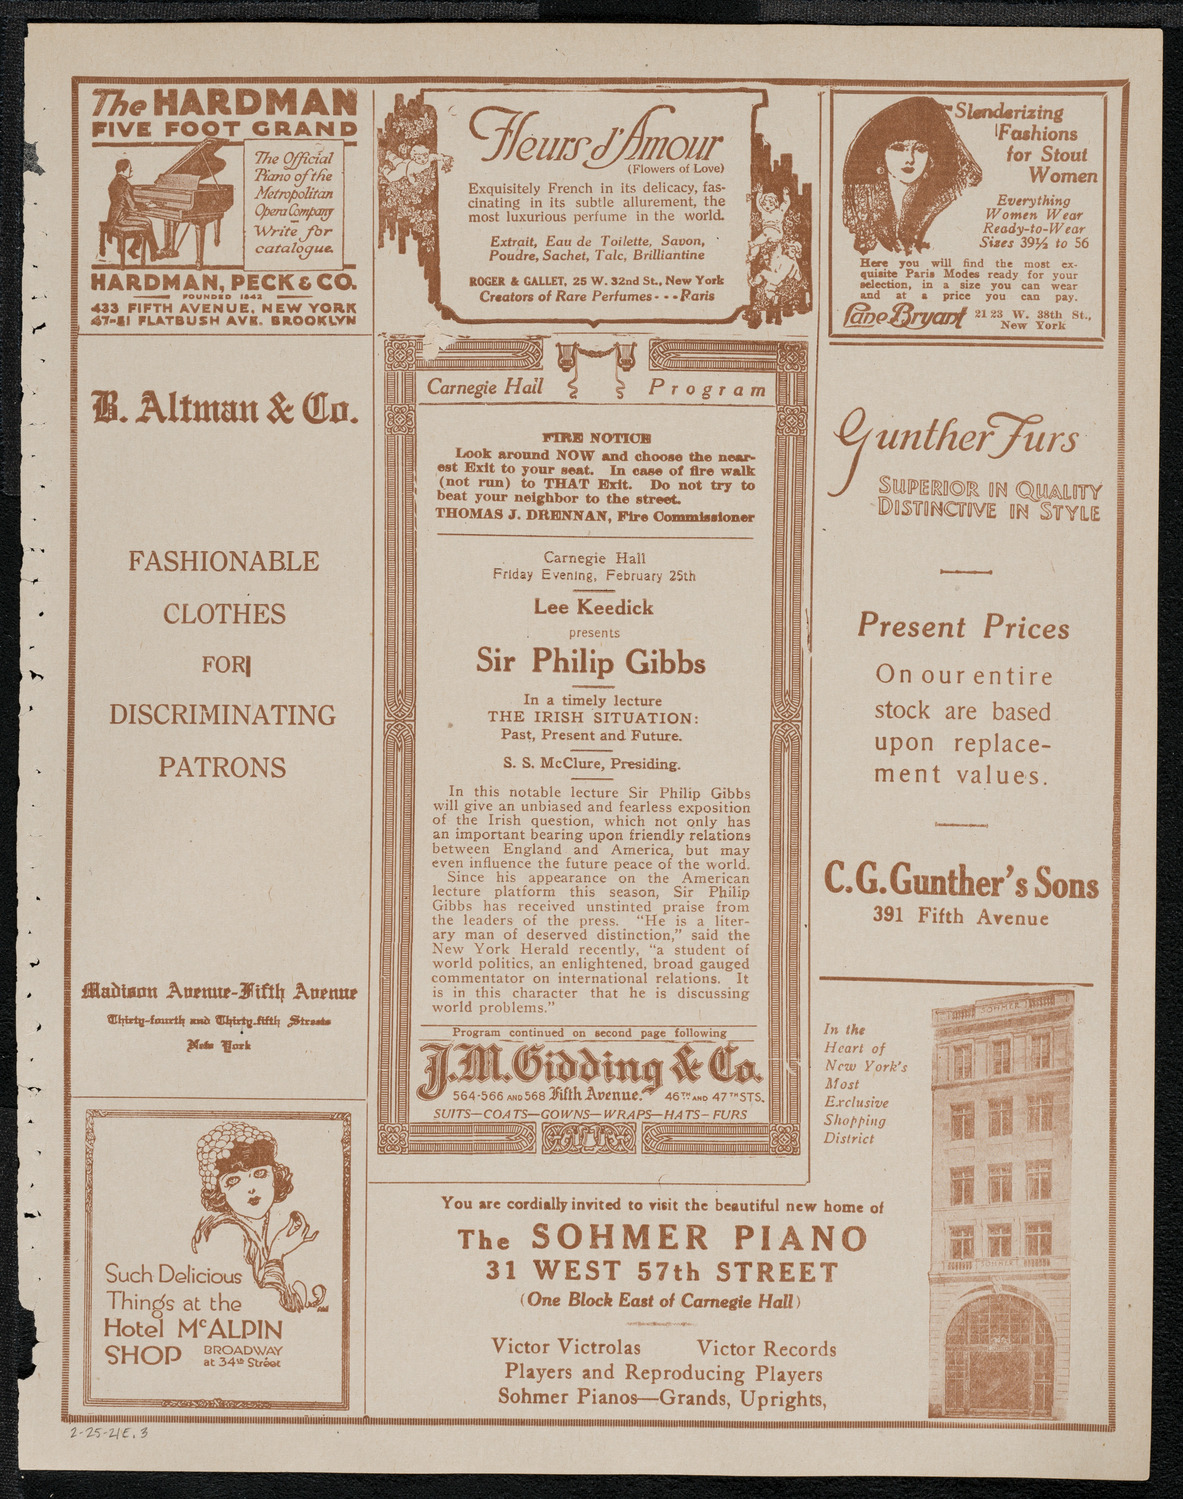 The HARDMAN
FIVE FOOT GRAND
The Official
Piano of the
Metropolitan
Opera Company
Write for
catalogue.
HARDMAN, PECK & CO.
FOUNDED 1842
433 FIFTH AVENUE, NEW YORK
47-51 FLATBUSH AVE. BROOKLYN
Fleurs d'Amour
(Flowers of Love)
Exquisitely French in its delicacy, fas-
cinating in its subtle allurement, the
most luxurious perfume in the world.
Extrait, Eau de Toilette, Savon,
Poudre, Sachet, Talc, Brilliantine
ROGER & GALLET, 25 W. 32nd St., New York
Creators of Rare Perfumes - - - Paris
Slenderizing
Fashions
for Stout
Women
Everything
Women Wear
Ready-to-Wear
Sizes 39½ to 56
Here you will find the most ex-
quisite Paris Modes ready for your
selection, in a size you can wear
and at a price you can pay.
Lane Bryant 21 23 W. 38th St.,
New York
B. Altman & Co.
FASHIONABLE
CLOTHES
FOR
DISCRIMINATING
PATRONS
Madison Avenue-Fifth Avenue
Thirty-fourth and Thirty-fifth Streets
New York
Such Delicious
Things at the
Hotel McALPIN
SHOP BROADWAY
at 34th Street
Carnegie Hall Program
FIRE NOTICE
Look around NOW and choose the near-
est Exit to your seat. In case of fire walk
(not run) to THAT Exit. Do not try to
beat your neighbor to the street.
THOMAS J. DRENNAN, Fire Commissioner
Carnegie Hall
Friday Evening, February 25th
Lee Keedick
presents
Sir Philip Gibbs
In a timely lecture
THE IRISH SITUATION:
Past, Present and Future.
S. S. McClure, Presiding.
In this notable lecture Sir Philip Gibbs
will give an unbiased and fearless exposition
of the Irish question, which not only has
an important bearing upon friendly relations
between England and America, but may
even influence the future peace of the world.
Since his appearance on the American
lecture platform this season, Sir Philip
Gibbs has received unstinted praise from
the leaders of the press. "He is a liter-
ary man of deserved distinction," said the
New York Herald recently, "a student of
world politics, an enlightened, broad gauged
commentator on international relations. It
is in this character that he is discussing
world problems."
Program continued on second page following
J.M. Gidding & Co.
564-566 AND 568 Fifth Avenue. 46TH AND 47TH STS.
SUITS—COATS—GOWNS—WRAPS—HATS—FURS
Gunther Furs
SUPERIOR IN QUALITY
DISTINCTIVE IN STYLE
Present Prices
On our entire
stock are based
upon replace-
ment values.
C.G. Gunther's Sons
391 Fifth Avenue
In the
Heart of
New York's
Most
Exclusive
Shopping
District
SOHMER
SOHMER
You are cordially invited to visit the beautiful new home of
The SOHMER PIANO
31 WEST 57th STREET
(One Block East of Carnegie Hall)
Victor Victrolas Victor Records
Players and Reproducing Players
Sohmer Pianos—Grands, Uprights,
2-25-21E.3